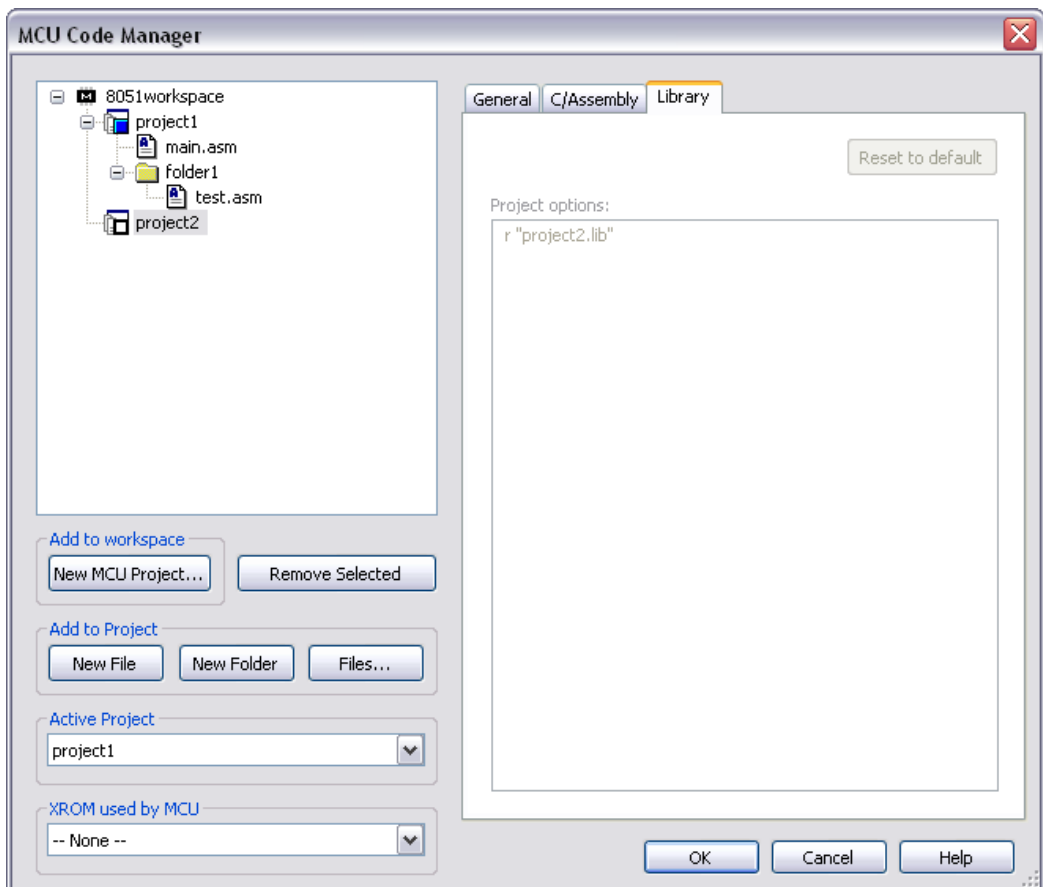 MCU Code Manager
8051workspace
project1
main.asm
folder1
test.asm
project2
Add to workspace
New MCU Project...
Remove Selected
Add to Project
New File
New Folder
Files...
Active Project
project1
XROM used by MCU
-- None --
General
C/Assembly
Library
Reset to default
Project options:
r "project2.lib"
OK
Cancel
Help